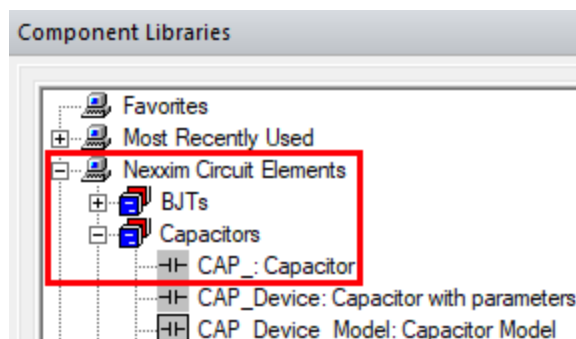 Component Libraries
Favorites
Most Recently Used
Nexxim Circuit Elements
BJTs
Capacitors
CAP_: Capacitor
CAP_Device: Capacitor with parameters
CAP_Device_Model: Capacitor Model